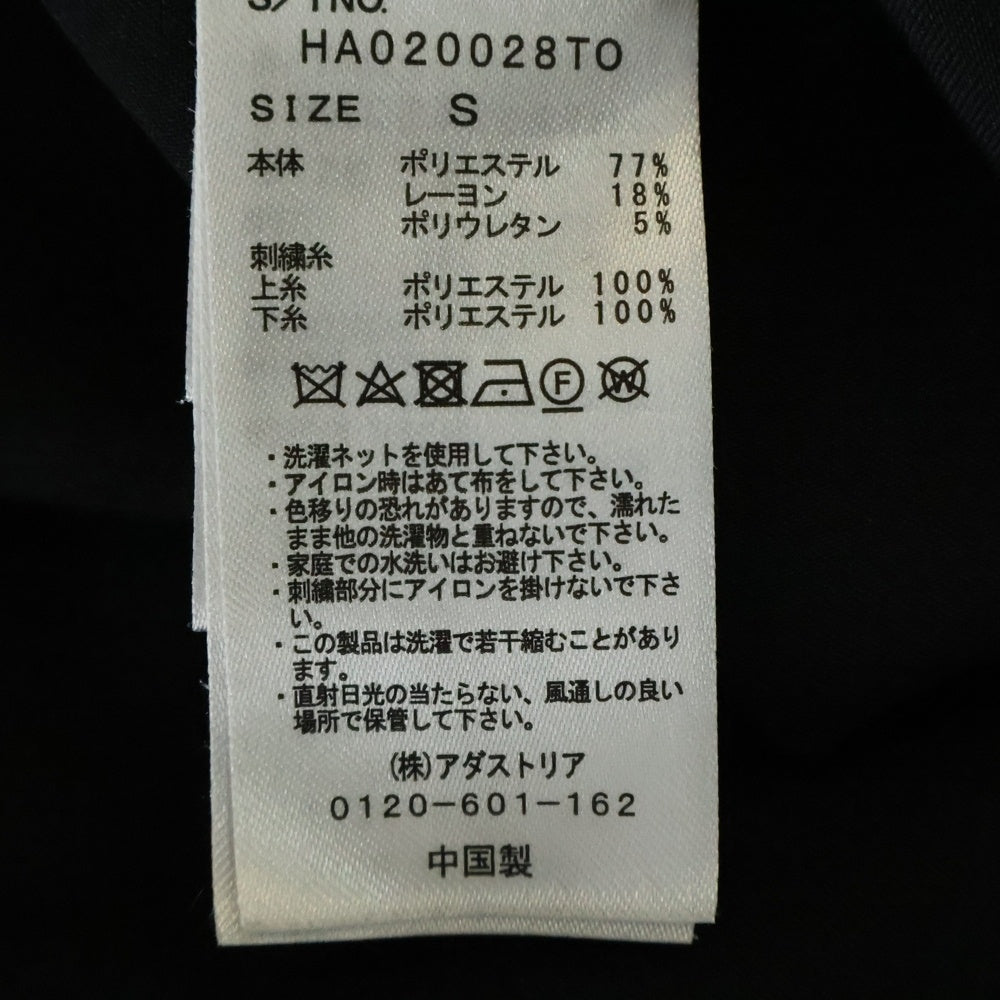 S/TNO.
HA020028TO
SIZE S
本体 ポリエステル 77%
レーヨン 18%
ポリウレタン 5%
刺繍糸
上糸 ポリエステル 100%
下糸 ポリエステル 100%
F W
・洗濯ネットを使用して下さい。
・アイロン時はあて布をして下さい。
・色移りの恐れがありますので、濡れた
まま他の洗濯物と重ねないで下さい。
・家庭での水洗いはお避け下さい。
・刺繍部分にアイロンを掛けないで下さ
い。
・この製品は洗濯で若干縮むことがあり
ます。
・直射日光の当たらない、風通しの良い
場所で保管して下さい。
(株)アダストリア
0120-601-162
中国製